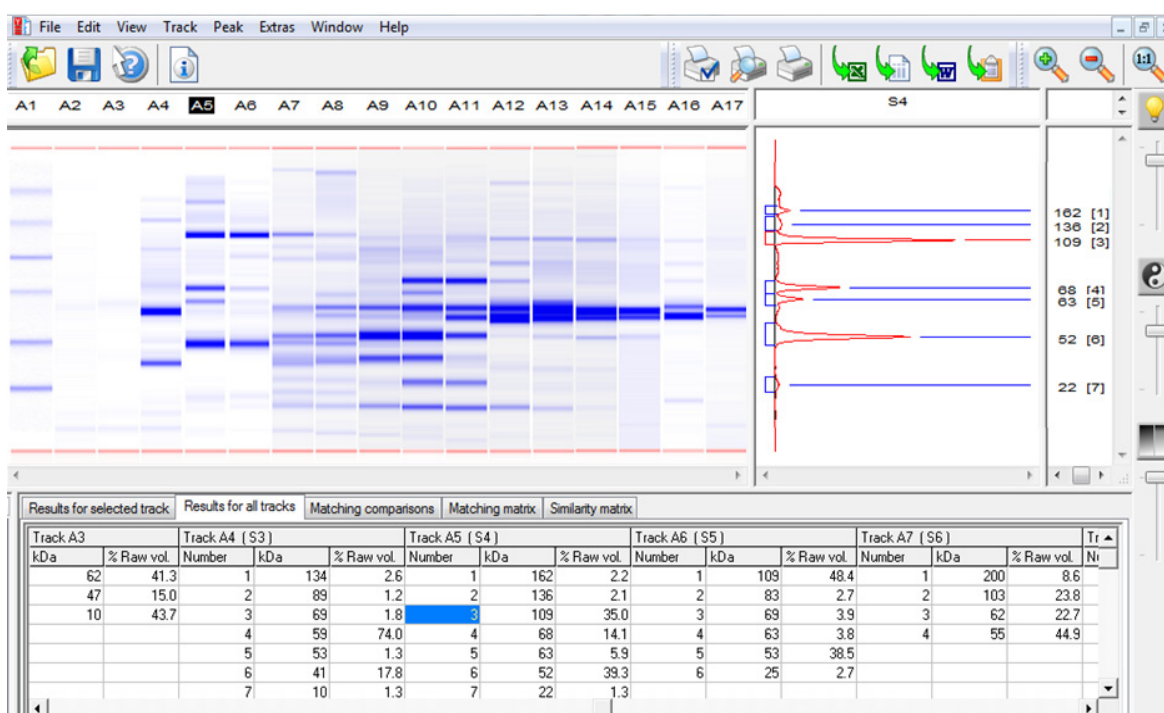 File Edit View Track Peak Extras Window Help
1:1
A1 A2 A3 A4 A5 A6 A7 A8 A9 A10 A11 A12 A13 A14 A15 A16 A17
S4
162 [1]
136 [2]
109 [3]
68 [4]
63 [5]
52 [6]
22 [7]
Results for selected track Results for all tracks Matching comparisons Matching matrix Similarity matrix
Track A3 Track A4 (S3) Track A5 (S4) Track A6 (S5) Track A7 (S6) Tr
kDa % Raw vol. Number kDa % Raw vol. Number kDa % Raw vol. Number kDa % Raw vol. Number kDa % Raw vol.
62 41.3 1 134 2.6 1 162 2.2 1 109 48.4 1 200 8.6
47 15.0 2 89 1.2 2 136 2.1 2 83 2.7 2 103 23.8
10 43.7 3 69 1.8 3 109 35.0 3 69 3.9 3 62 22.7
4 59 74.0 4 68 14.1 4 63 3.8 4 55 44.9
5 53 1.3 5 63 5.9 5 53 38.5
6 41 17.8 6 52 39.3 6 25 2.7
7 10 1.3 7 22 1.3